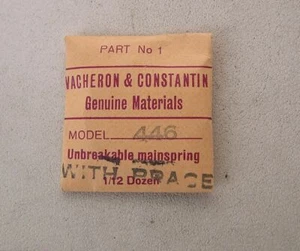 PART No 1
VACHERON & CONSTANTIN
Genuine Materials
MODEL 446
Unbreakable mainspring
WITH BRACE
1/12 Dozen